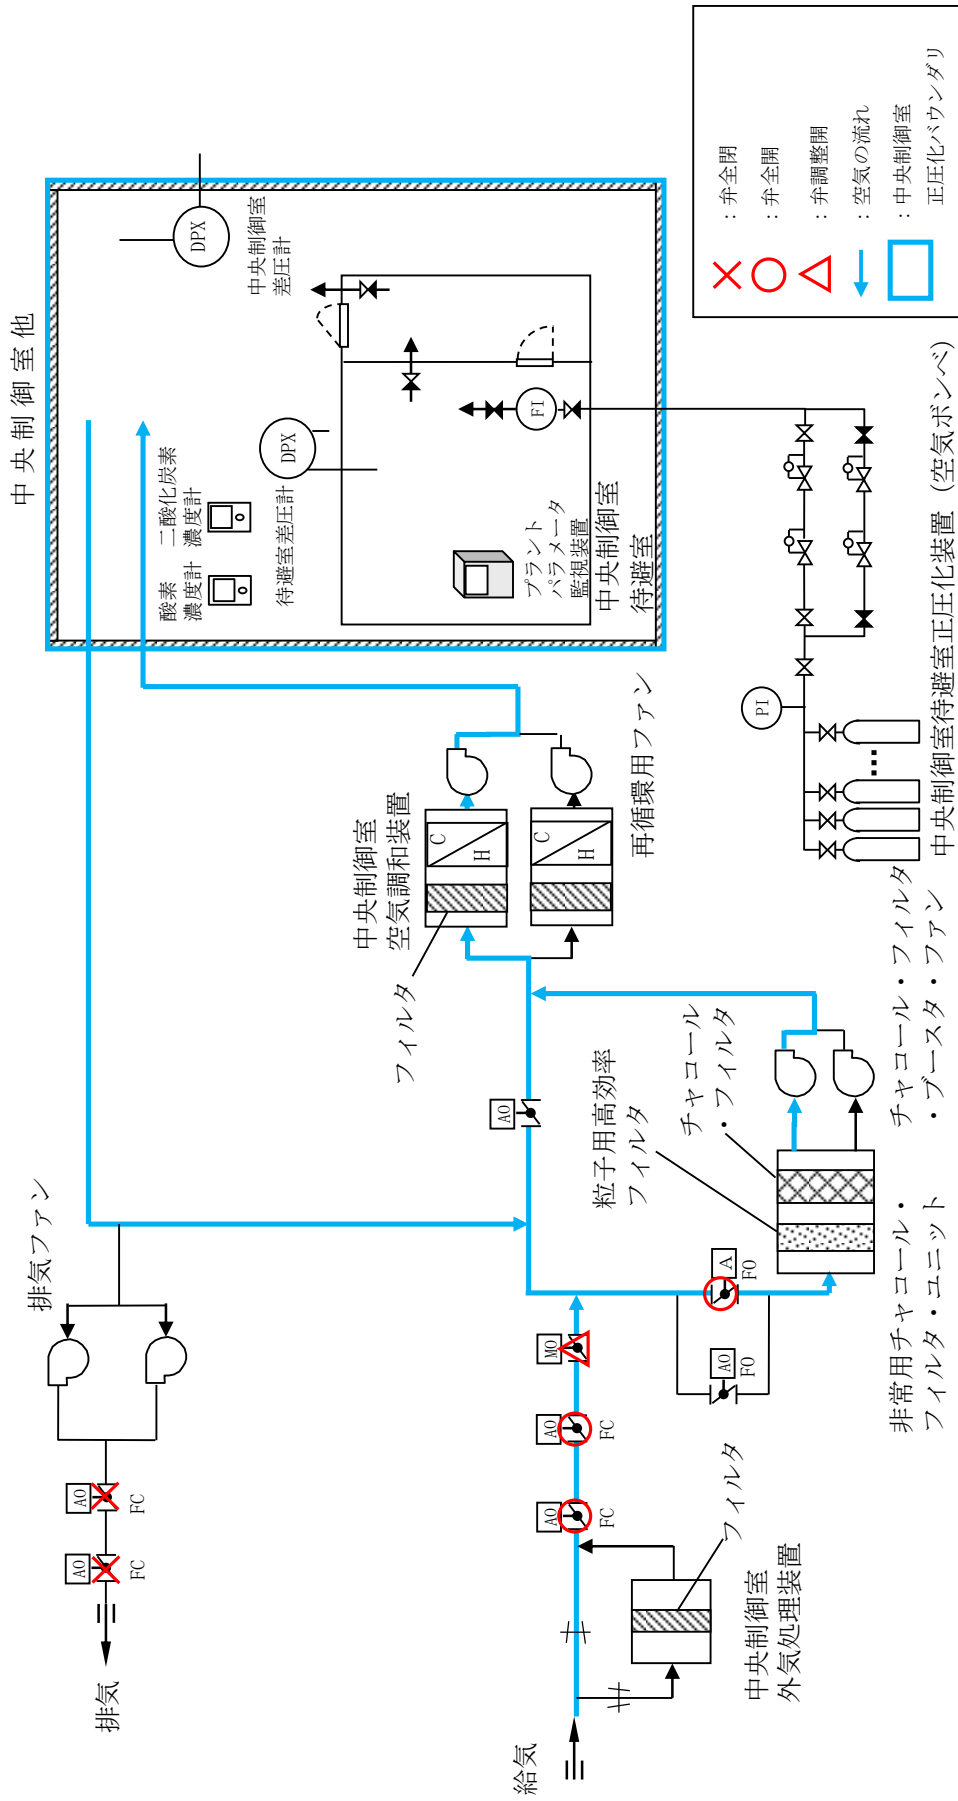 中央制御室他
DPX
中央制御室
差圧計
DPX
待避室差圧計
二酸化炭素
濃度計
酸素
濃度計
プラント
パラメータ
監視装置
中央制御室
待避室
FI
PI
中央制御室待避室正圧化装置 (空気ボンベ)
：弁全閉
：弁全開
：弁調整開
：空気の流れ
：中央制御室
正圧化バウンダリ
中央制御室
空気調和装置
フィルタ
C
H
C
H
再循環用ファン
AO
チャコール・フィルタ
・ブースタ・ファン
チャコール
・フィルタ
粒子用高効率
フィルタ
非常用チャコール・
フィルタ・ユニット
A
FO
AO
FO
MO
AO
FC
AO
FC
フィルタ
中央制御室
外気処理装置
給気
排気ファン
AO
FC
AO
FC
排気